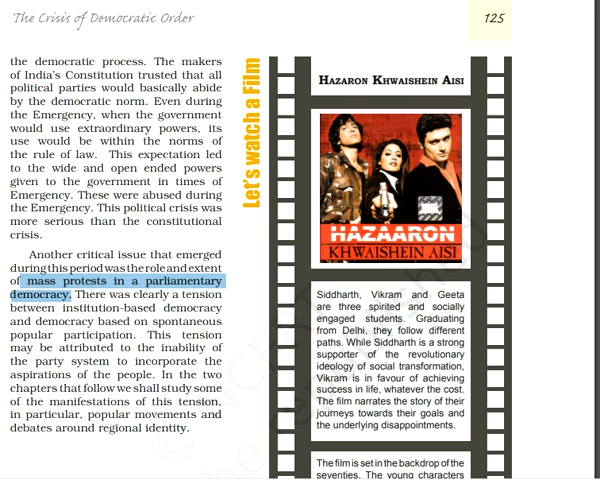 The Crisis of Democratic Order
125
the democratic process. The makers
of India's Constitution trusted that all
political parties would basically abide
by the democratic norm. Even during
the Emergency, when the government
would use extraordinary powers, its
use would be within the norms of
the rule of law. This expectation led
to the wide and open ended powers
given to the government in times of
Emergency. These were abused during
the Emergency. This political crisis was
more serious than the constitutional
crisis.
Another critical issue that emerged
during this period was the role and extent
of mass protests in a parliamentary
democracy. There was clearly a tension
between institution-based democracy
and democracy based on spontaneous
popular participation. This tension
may be attributed to the inability of
the party system to incorporate the
aspirations of the people. In the two
chapters that follow we shall study some
of the manifestations of this tension,
in particular, popular movements and
debates around regional identity.
Let's watch a Film
HAZARON KHWAISHEIN AISI
HAZAARON
KHWAISHEIN AISI
Siddharth, Vikram and Geeta
are three spirited and socially
engaged students. Graduating
from Delhi, they follow different
paths. While Siddharth is a strong
supporter of the revolutionary
ideology of social transformation,
Vikram is in favour of achieving
success in life, whatever the cost.
The film narrates the story of their
journeys towards their goals and
the underlying disappointments.
The film is set in the backdrop of the
seventies. The young characters